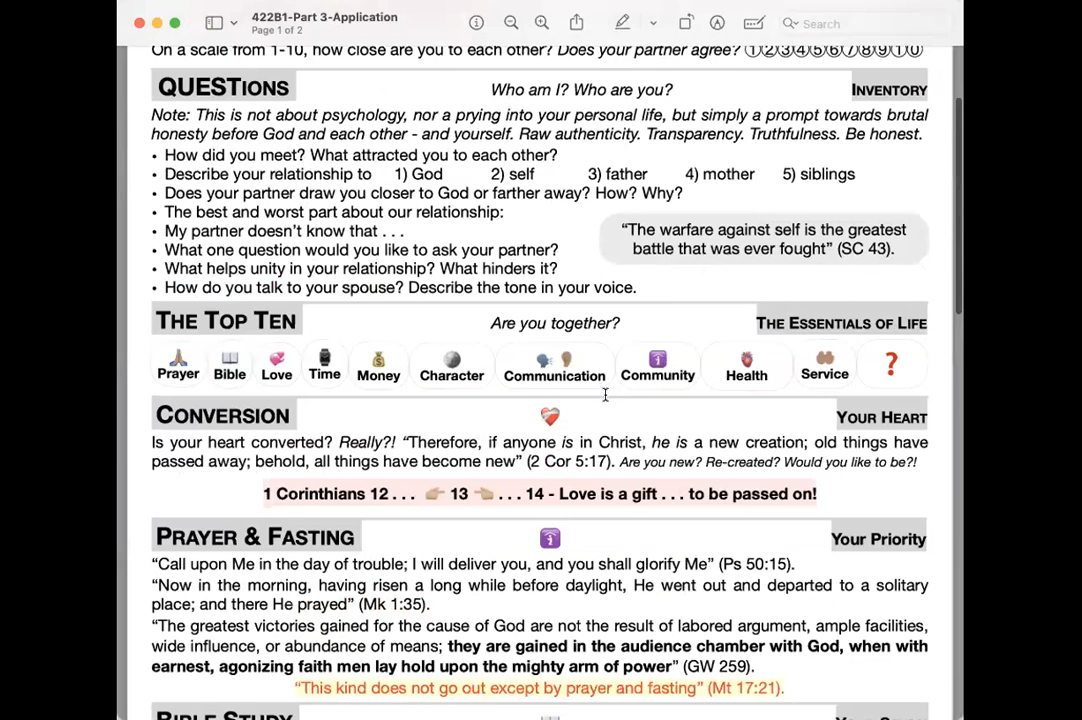 422B1-Part 3-Application
Page 1 of 2
Search
On a scale from 1-10, how close are you to each other? Does your partner agree? ①②③④⑤⑥⑦⑧⑨①⓪
QUESTIONS Who am I? Who are you? INVENTORY
Note: This is not about psychology, nor a prying into your personal life, but simply a prompt towards brutal
honesty before God and each other - and yourself. Raw authenticity. Transparency. Truthfulness. Be honest.
• How did you meet? What attracted you to each other?
• Describe your relationship to 1) God 2) self 3) father 4) mother 5) siblings
• Does your partner draw you closer to God or farther away? How? Why?
• The best and worst part about our relationship:
• My partner doesn't know that . . .
• What one question would you like to ask your partner?
• What helps unity in your relationship? What hinders it?
• How do you talk to your spouse? Describe the tone in your voice.
“The warfare against self is the greatest
battle that was ever fought” (SC 43).
THE TOP TEN Are you together? THE ESSENTIALS OF LIFE
Prayer Bible Love Time Money Character Communication Community Health Service ❓
CONVERSION YOUR HEART
Is your heart converted? Really?! “Therefore, if anyone is in Christ, he is a new creation; old things have
passed away; behold, all things have become new” (2 Cor 5:17). Are you new? Re-created? Would you like to be?!
1 Corinthians 12 . . . 13 . . . 14 - Love is a gift . . . to be passed on!
PRAYER & FASTING Your Priority
“Call upon Me in the day of trouble; I will deliver you, and you shall glorify Me” (Ps 50:15).
“Now in the morning, having risen a long while before daylight, He went out and departed to a solitary
place; and there He prayed” (Mk 1:35).
“The greatest victories gained for the cause of God are not the result of labored argument, ample facilities,
wide influence, or abundance of means; they are gained in the audience chamber with God, when with
earnest, agonizing faith men lay hold upon the mighty arm of power” (GW 259).
“This kind does not go out except by prayer and fasting” (Mt 17:21).
BIBLE STUDY